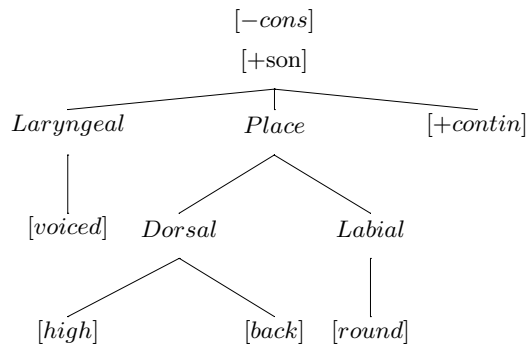 [−cons]
[+son]
Laryngeal Place [+contin]
[voiced] Dorsal Labial
[high] [back] [round]